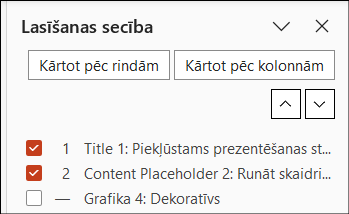 Lasīšanas secība
Kārtot pēc rindām Kārtot pēc kolonnām
1 Title 1: Piekļūstams prezentēšanas st...
2 Content Placeholder 2: Runāt skaidri...
— Grafika 4: Dekoratīvs